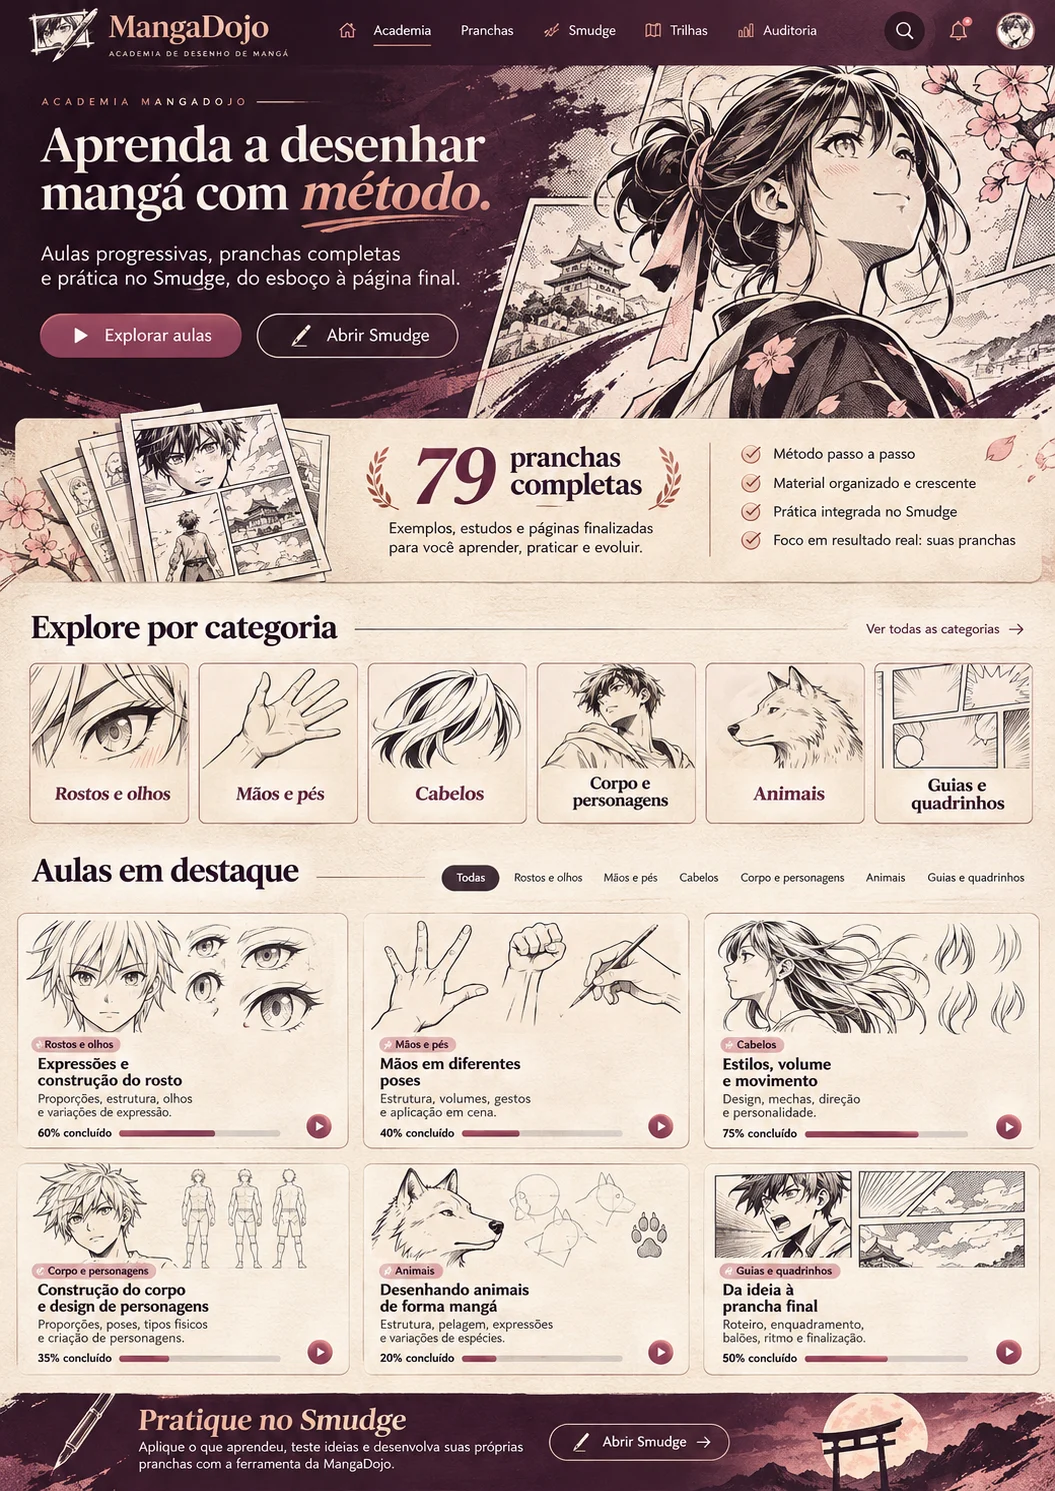 MangaDojo
ACADEMIA DE DESENHO DE MANGÁ
Academia
Pranchas
Smudge
Trilhas
Auditoria
ACADEMIA MANGADOJO
Aprenda a desenhar
mangá com método.
Aulas progressivas, pranchas completas
e prática no Smudge, do esboço à página final.
Explorar aulas
Abrir Smudge
79 pranchas
completas
Exemplos, estudos e páginas finalizadas
para você aprender, praticar e evoluir.
Método passo a passo
Material organizado e crescente
Prática integrada no Smudge
Foco em resultado real: suas pranchas
Explore por categoria
Ver todas as categorias →
Rostos e olhos
Mãos e pés
Cabelos
Corpo e
personagens
Animais
Guias e
quadrinhos
Aulas em destaque
Todas
Rostos e olhos
Mãos e pés
Cabelos
Corpo e personagens
Animais
Guias e quadrinhos
Rostos e olhos
Expressões e
construção do rosto
Proporções, estrutura, olhos
e variações de expressão.
60% concluído
Mãos e pés
Mãos em diferentes
poses
Estrutura, volumes, gestos
e aplicação em cena.
40% concluído
Cabelos
Estilos, volume
e movimento
Design, mechas, direção
e personalidade.
75% concluído
Corpo e personagens
Construção do corpo
e design de personagens
Proporções, poses, tipos físicos
e criação de personagens.
35% concluído
Animais
Desenhando animais
de forma mangá
Estrutura, pelagem, expressões
e variações de espécies.
20% concluído
Guias e quadrinhos
Da ideia à
prancha final
Roteiro, enquadramento,
balões, ritmo e finalização.
50% concluído
Pratique no Smudge
Aplique o que aprendeu, teste ideias e desenvolva suas próprias
pranchas com a ferramenta da MangaDojo.
Abrir Smudge →